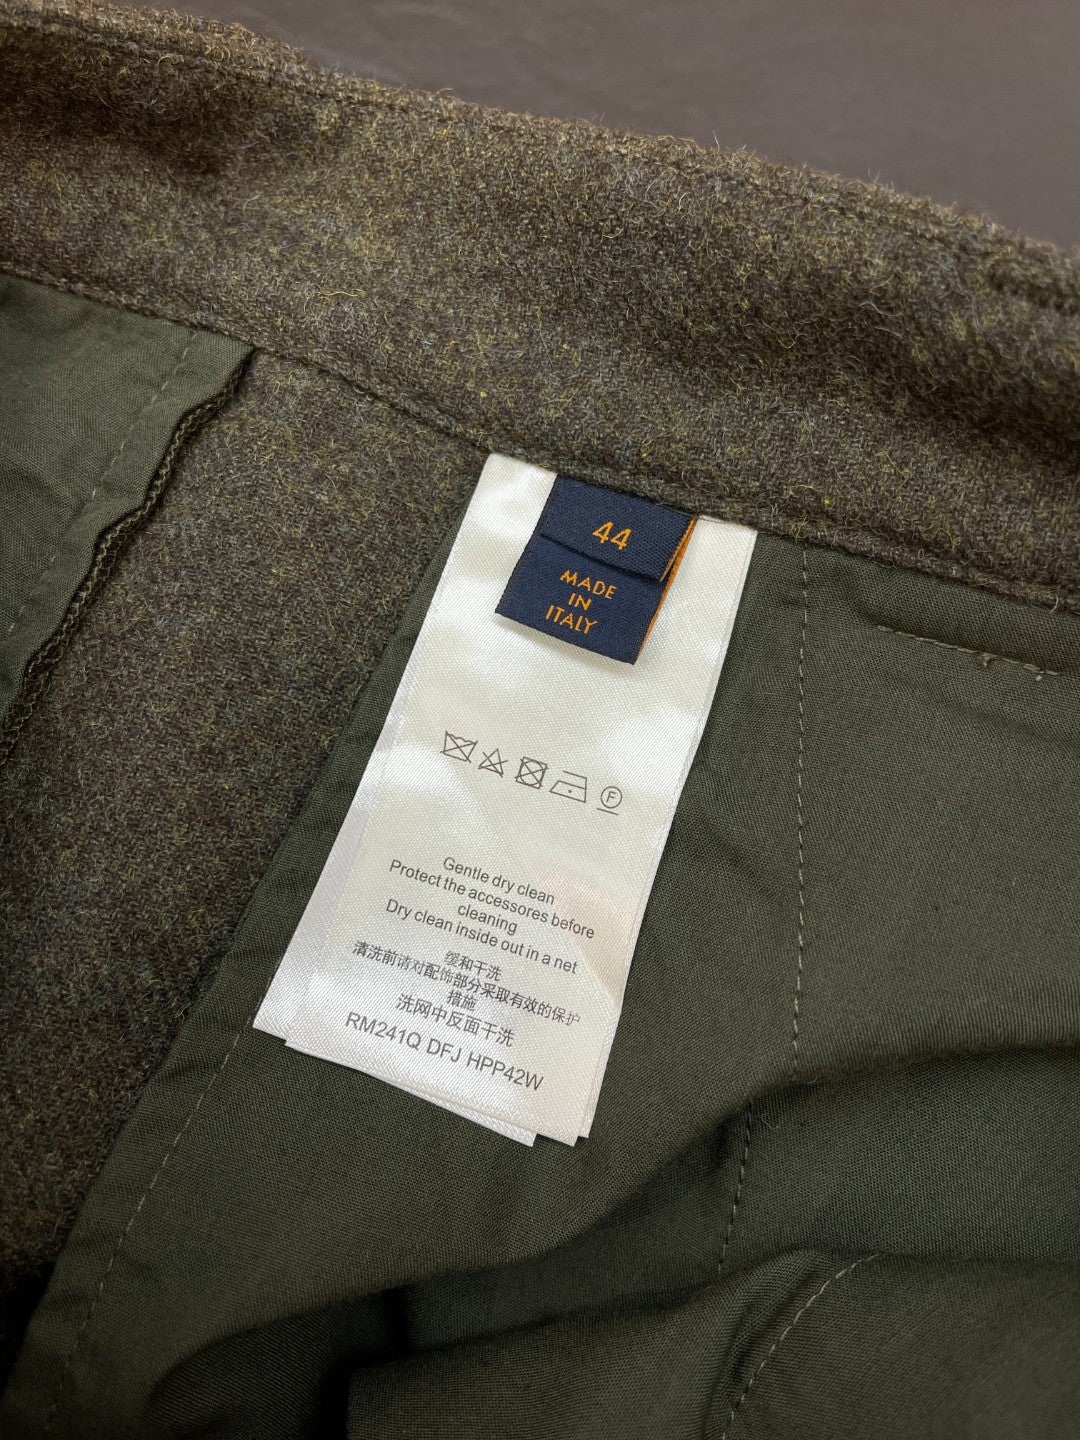 44
MADE
IN
ITALY
F
Gentle dry clean
Protect the accessores before
cleaning
Dry clean inside out in a net
缓和干洗
清洗前请对配饰部分采取有效的保护
措施
洗网中反面干洗
RM241Q DFJ HPP42W